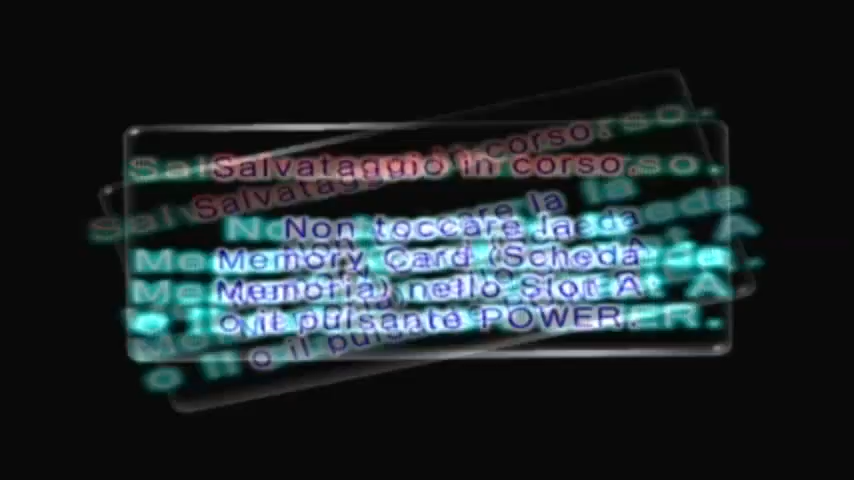 Salvataggio in corso.
Non toccare la
Memory Card (Scheda
Memoria) nello Slot A
o il pulsante POWER.